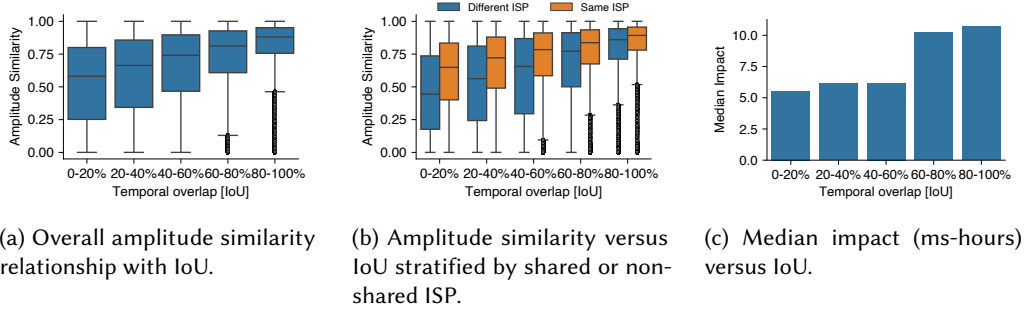 Different ISP Same ISP
1.00
0.75
0.50
0.25
0.00
Amplitude Similarity
0-20% 20-40% 40-60% 60-80% 80-100%
Temporal overlap [IoU]
1.00
0.75
0.50
0.25
0.00
Amplitude Similarity
0-20% 20-40% 40-60% 60-80% 80-100%
Temporal overlap [IoU]
10.0
7.5
5.0
2.5
0.0
Median Impact
0-20% 20-40% 40-60% 60-80% 80-100%
Temporal overlap [IoU]
(a) Overall amplitude similarity
relationship with IoU.
(b) Amplitude similarity versus
IoU stratified by shared or non-
shared ISP.
(c) Median impact (ms-hours)
versus IoU.